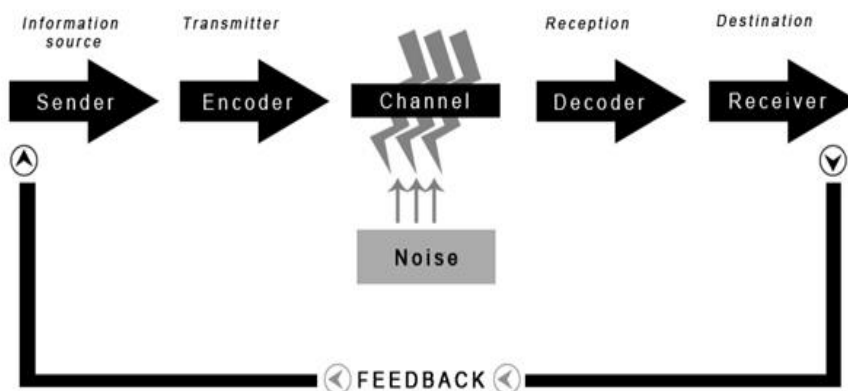 Information
source
Transmitter
Reception
Destination
Sender
Encoder
Channel
Decoder
Receiver
Noise
FEEDBACK